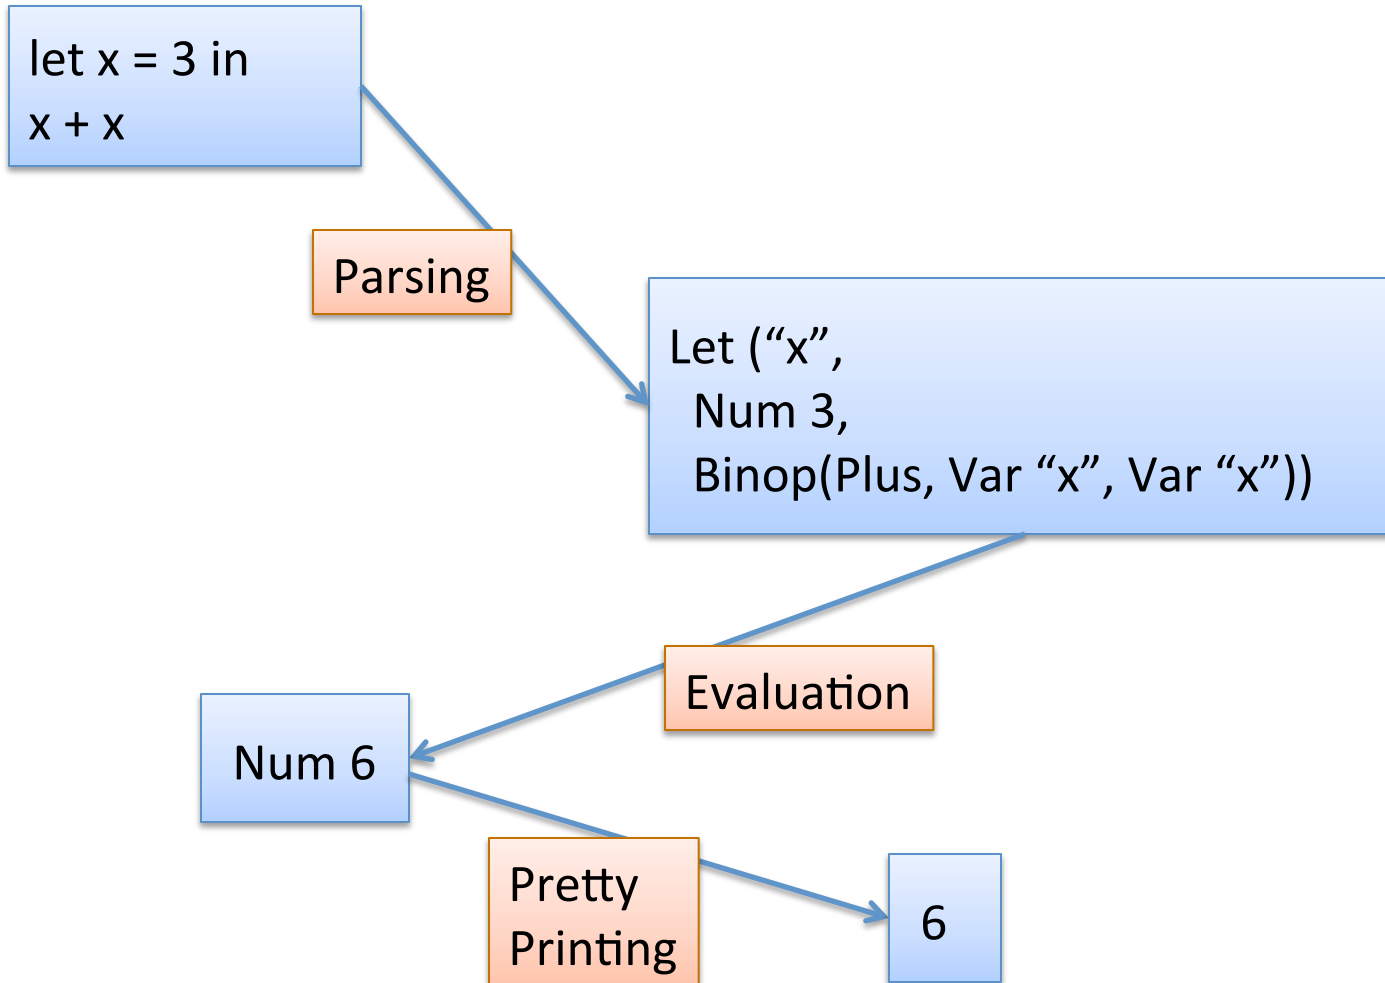 let x = 3 in
x + x
Parsing
Let (“x”,
Num 3,
Binop(Plus, Var “x”, Var “x”))
Evaluation
Num 6
Pretty
Printing
6